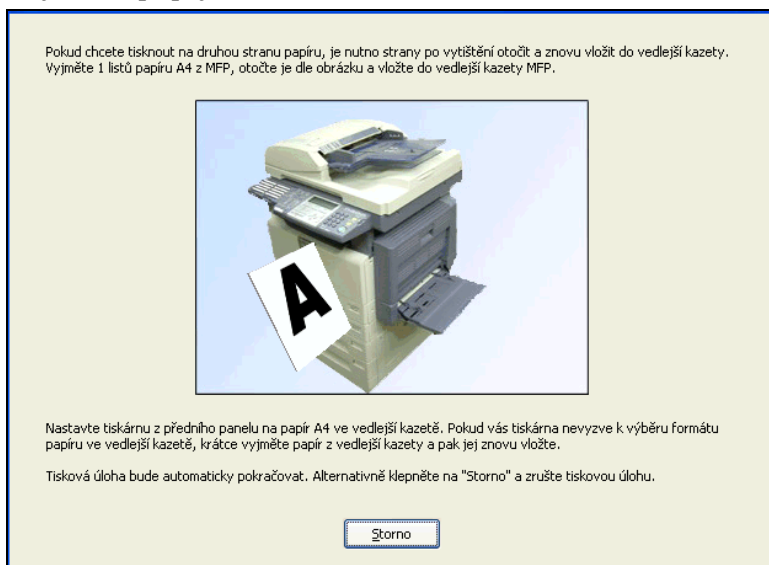 Pokud chcete tisknout na druhou stranu papíru, je nutno strany po vytištění otočit a znovu vložit do vedlejší kazety.
Vyjměte 1 listů papíru A4 z MFP, otočte je dle obrázku a vložte do vedlejší kazety MFP.
A
Nastavte tiskárnu z předního panelu na papír A4 ve vedlejší kazetě. Pokud vás tiskárna nevyzve k výběru formátu
papíru ve vedlejší kazetě, krátce vyjměte papír z vedlejší kazety a pak jej znovu vložte.
Tisková úloha bude automaticky pokračovat. Alternativně klepněte na "Storno" a zrušte tiskovou úlohu.
Storno